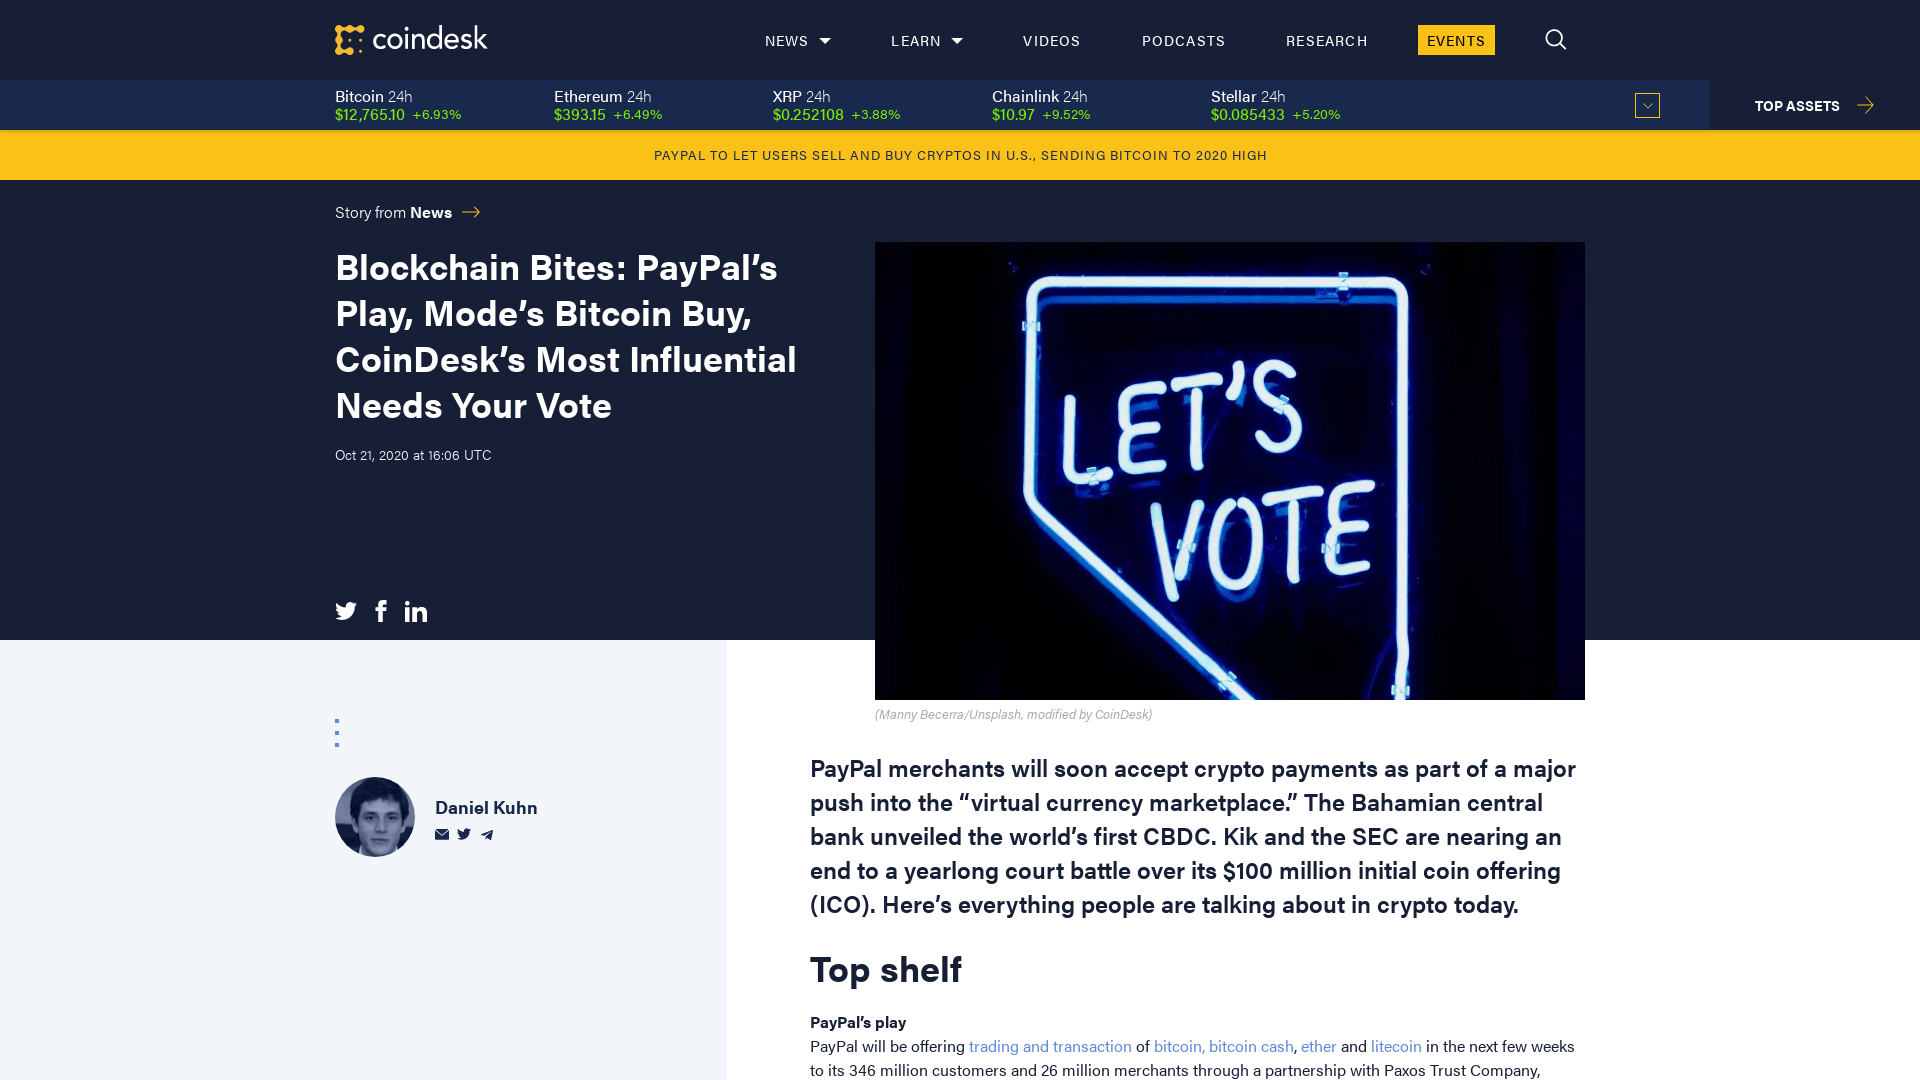 coindesk
NEWS
LEARN
VIDEOS
PODCASTS
RESEARCH
EVENTS
Bitcoin 24h
$12,765.10 +6.93%
Ethereum 24h
$393.15 +6.49%
XRP 24h
$0.252108 +3.88%
Chainlink 24h
$10.97 +9.52%
Stellar 24h
$0.085433 +5.20%
TOP ASSETS
PAYPAL TO LET USERS SELL AND BUY CRYPTOS IN U.S., SENDING BITCOIN TO 2020 HIGH
Story from News
Blockchain Bites: PayPal’s
Play, Mode’s Bitcoin Buy,
CoinDesk’s Most Influential
Needs Your Vote
Oct 21, 2020 at 16:06 UTC
LET'S
VOTE
(Manny Becerra/Unsplash, modified by CoinDesk)
Daniel Kuhn
PayPal merchants will soon accept crypto payments as part of a major
push into the “virtual currency marketplace.” The Bahamian central
bank unveiled the world’s first CBDC. Kik and the SEC are nearing an
end to a yearlong court battle over its $100 million initial coin offering
(ICO). Here’s everything people are talking about in crypto today.
Top shelf
PayPal’s play
PayPal will be offering trading and transaction of bitcoin, bitcoin cash, ether and litecoin in the next few weeks
to its 346 million customers and 26 million merchants through a partnership with Paxos Trust Company,